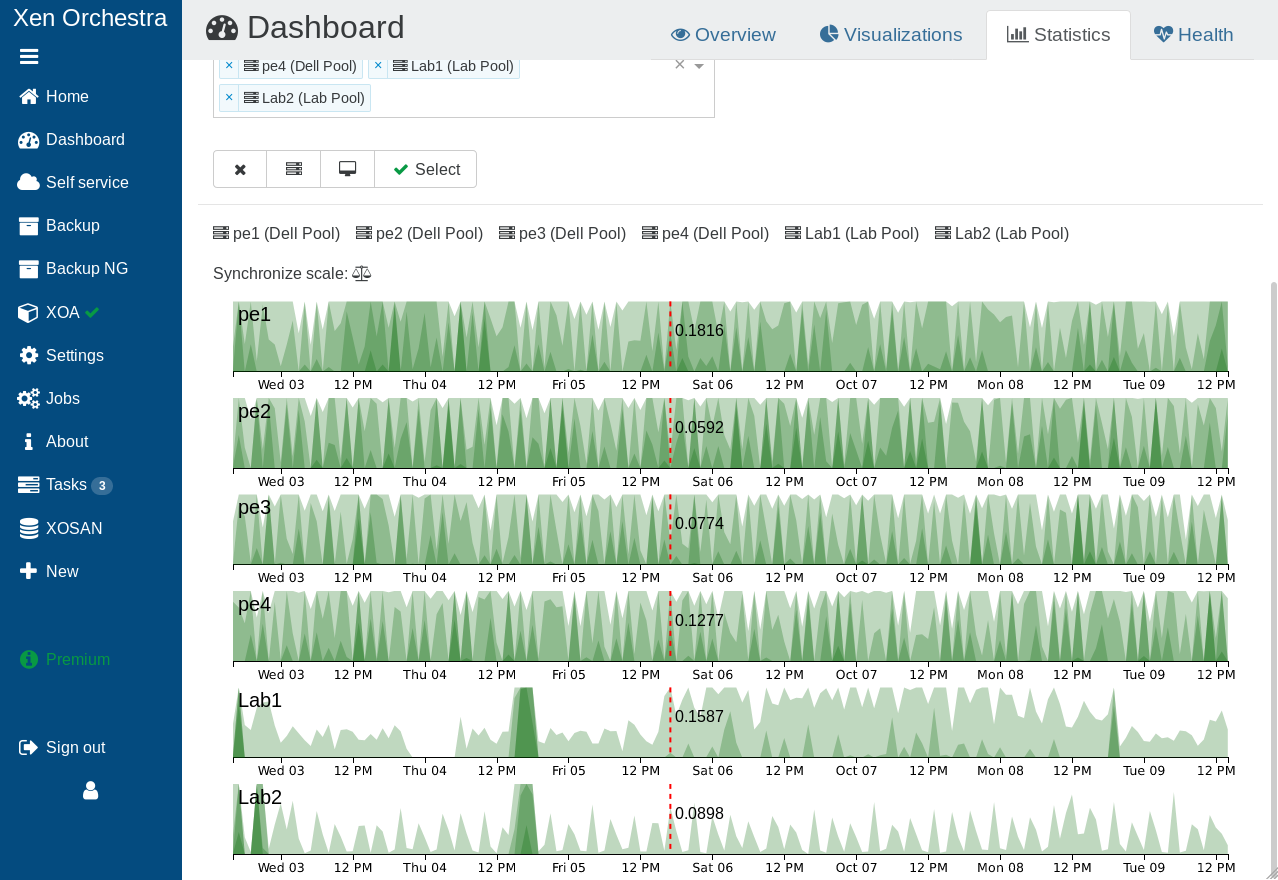 Xen Orchestra
Dashboard
Overview
Visualizations
Statistics
Health
Home
Dashboard
Self service
Backup
Backup NG
XOA
Settings
Jobs
About
Tasks 3
XOSAN
New
Premium
Sign out
× pe4 (Dell Pool) × Lab1 (Lab Pool) ×
× Lab2 (Lab Pool)
Select
pe1 (Dell Pool) pe2 (Dell Pool) pe3 (Dell Pool) pe4 (Dell Pool) Lab1 (Lab Pool) Lab2 (Lab Pool)
Synchronize scale:
pe1
0.1816
Wed 03 12 PM Thu 04 12 PM Fri 05 12 PM Sat 06 12 PM Oct 07 12 PM Mon 08 12 PM Tue 09 12 PM
pe2
0.0592
Wed 03 12 PM Thu 04 12 PM Fri 05 12 PM Sat 06 12 PM Oct 07 12 PM Mon 08 12 PM Tue 09 12 PM
pe3
0.0774
Wed 03 12 PM Thu 04 12 PM Fri 05 12 PM Sat 06 12 PM Oct 07 12 PM Mon 08 12 PM Tue 09 12 PM
pe4
0.1277
Wed 03 12 PM Thu 04 12 PM Fri 05 12 PM Sat 06 12 PM Oct 07 12 PM Mon 08 12 PM Tue 09 12 PM
Lab1
0.1587
Wed 03 12 PM Thu 04 12 PM Fri 05 12 PM Sat 06 12 PM Oct 07 12 PM Mon 08 12 PM Tue 09 12 PM
Lab2
0.0898
Wed 03 12 PM Thu 04 12 PM Fri 05 12 PM Sat 06 12 PM Oct 07 12 PM Mon 08 12 PM Tue 09 12 PM